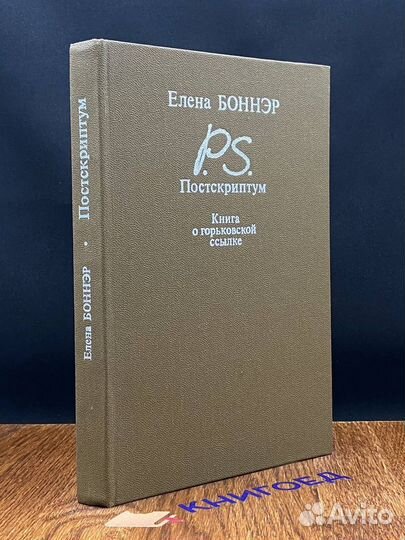 Елена БОННЭР
P.S.
Постскриптум
Книга
о горьковской
ссылке
Елена БОННЭР • Постскриптум
КНИГОЕД
Avito